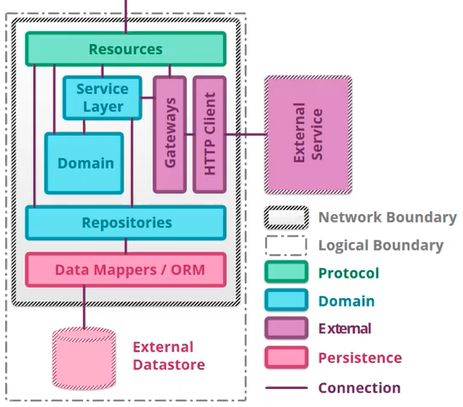 Resources
Service
Layer
Gateways
HTTP Client
Domain
Repositories
Data Mappers / ORM
External
Datastore
External
Service
Network Boundary
Logical Boundary
Protocol
Domain
External
Persistence
Connection